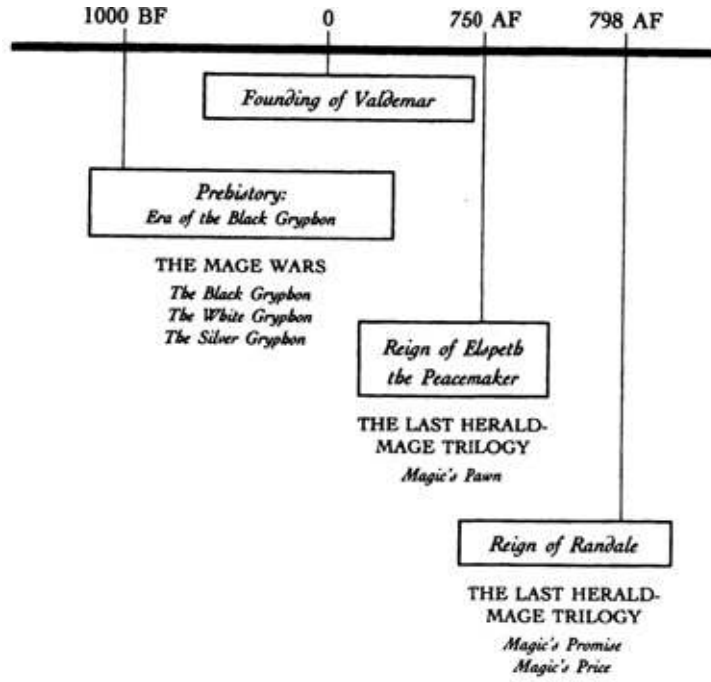 1000 BF 0 750 AF 798 AF
Founding of Valdemar
Prehistory:
Era of the Black Gryphon
THE MAGE WARS
The Black Gryphon
The White Gryphon
The Silver Gryphon
Reign of Elspeth
the Peacemaker
THE LAST HERALD-
MAGE TRILOGY
Magic's Pawn
Reign of Randale
THE LAST HERALD-
MAGE TRILOGY
Magic's Promise
Magic's Price